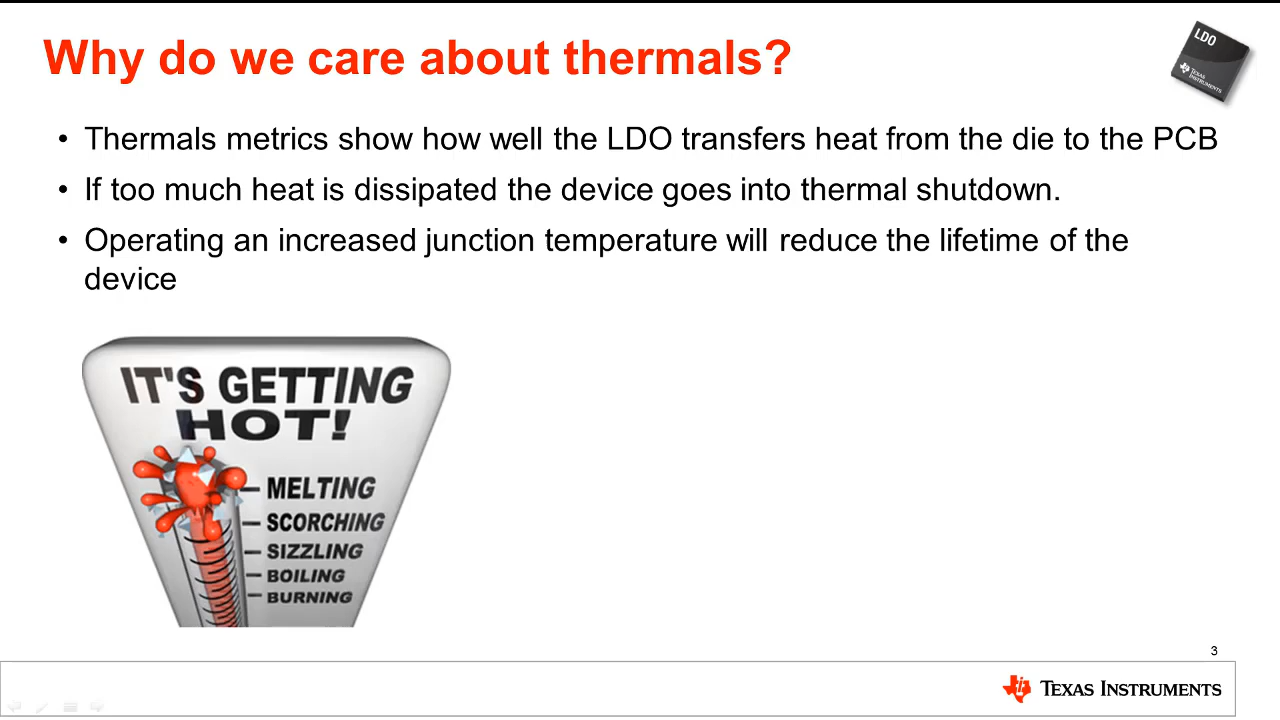 Why do we care about thermals?
LDO
TEXAS INSTRUMENTS
• Thermals metrics show how well the LDO transfers heat from the die to the PCB
• If too much heat is dissipated the device goes into thermal shutdown.
• Operating an increased junction temperature will reduce the lifetime of the
device
IT'S GETTING
HOT!
MELTING
SCORCHING
SIZZLING
BOILING
BURNING
3
TEXAS INSTRUMENTS